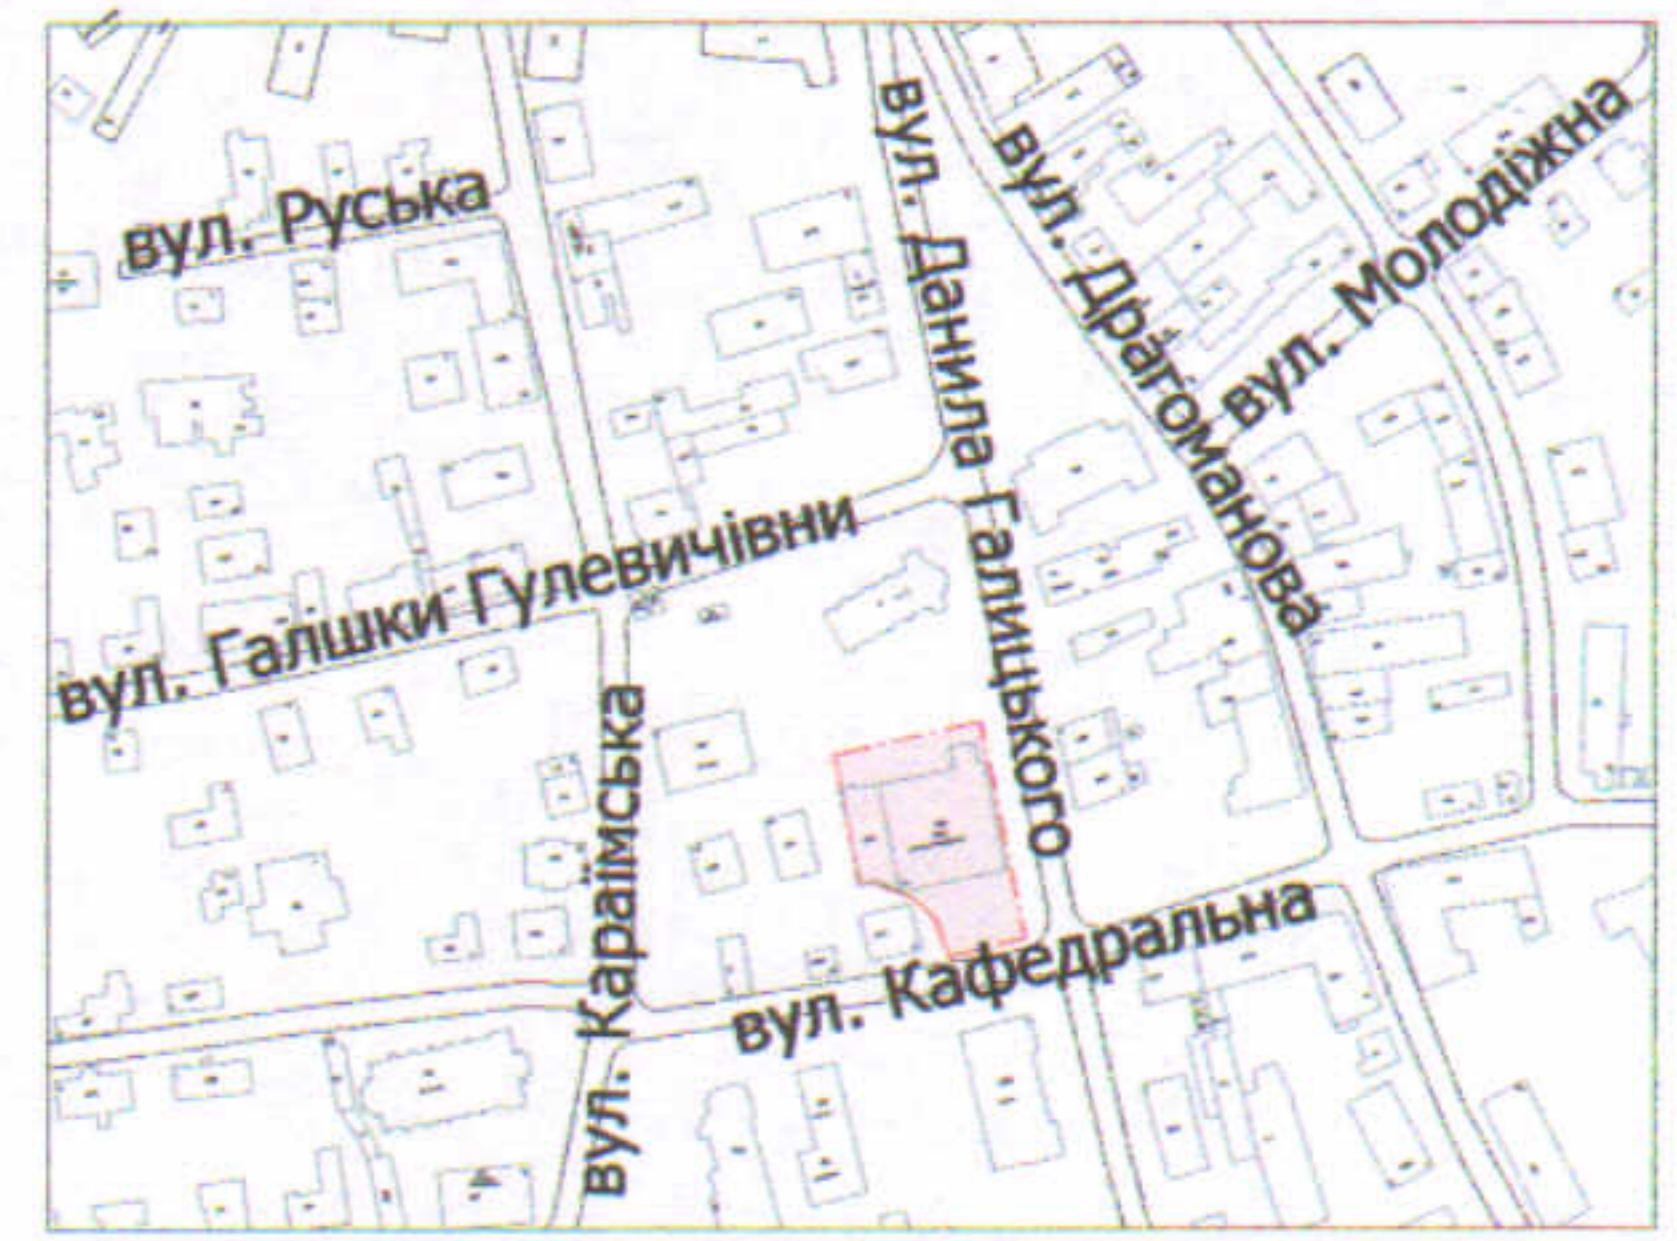 вул. Руська
вул. Данила Галицького
вул. Драгоманова
вул. Молодіжна
вул. Галшки Гулевичівни
вул. Караїмська
вул. Кафедральна